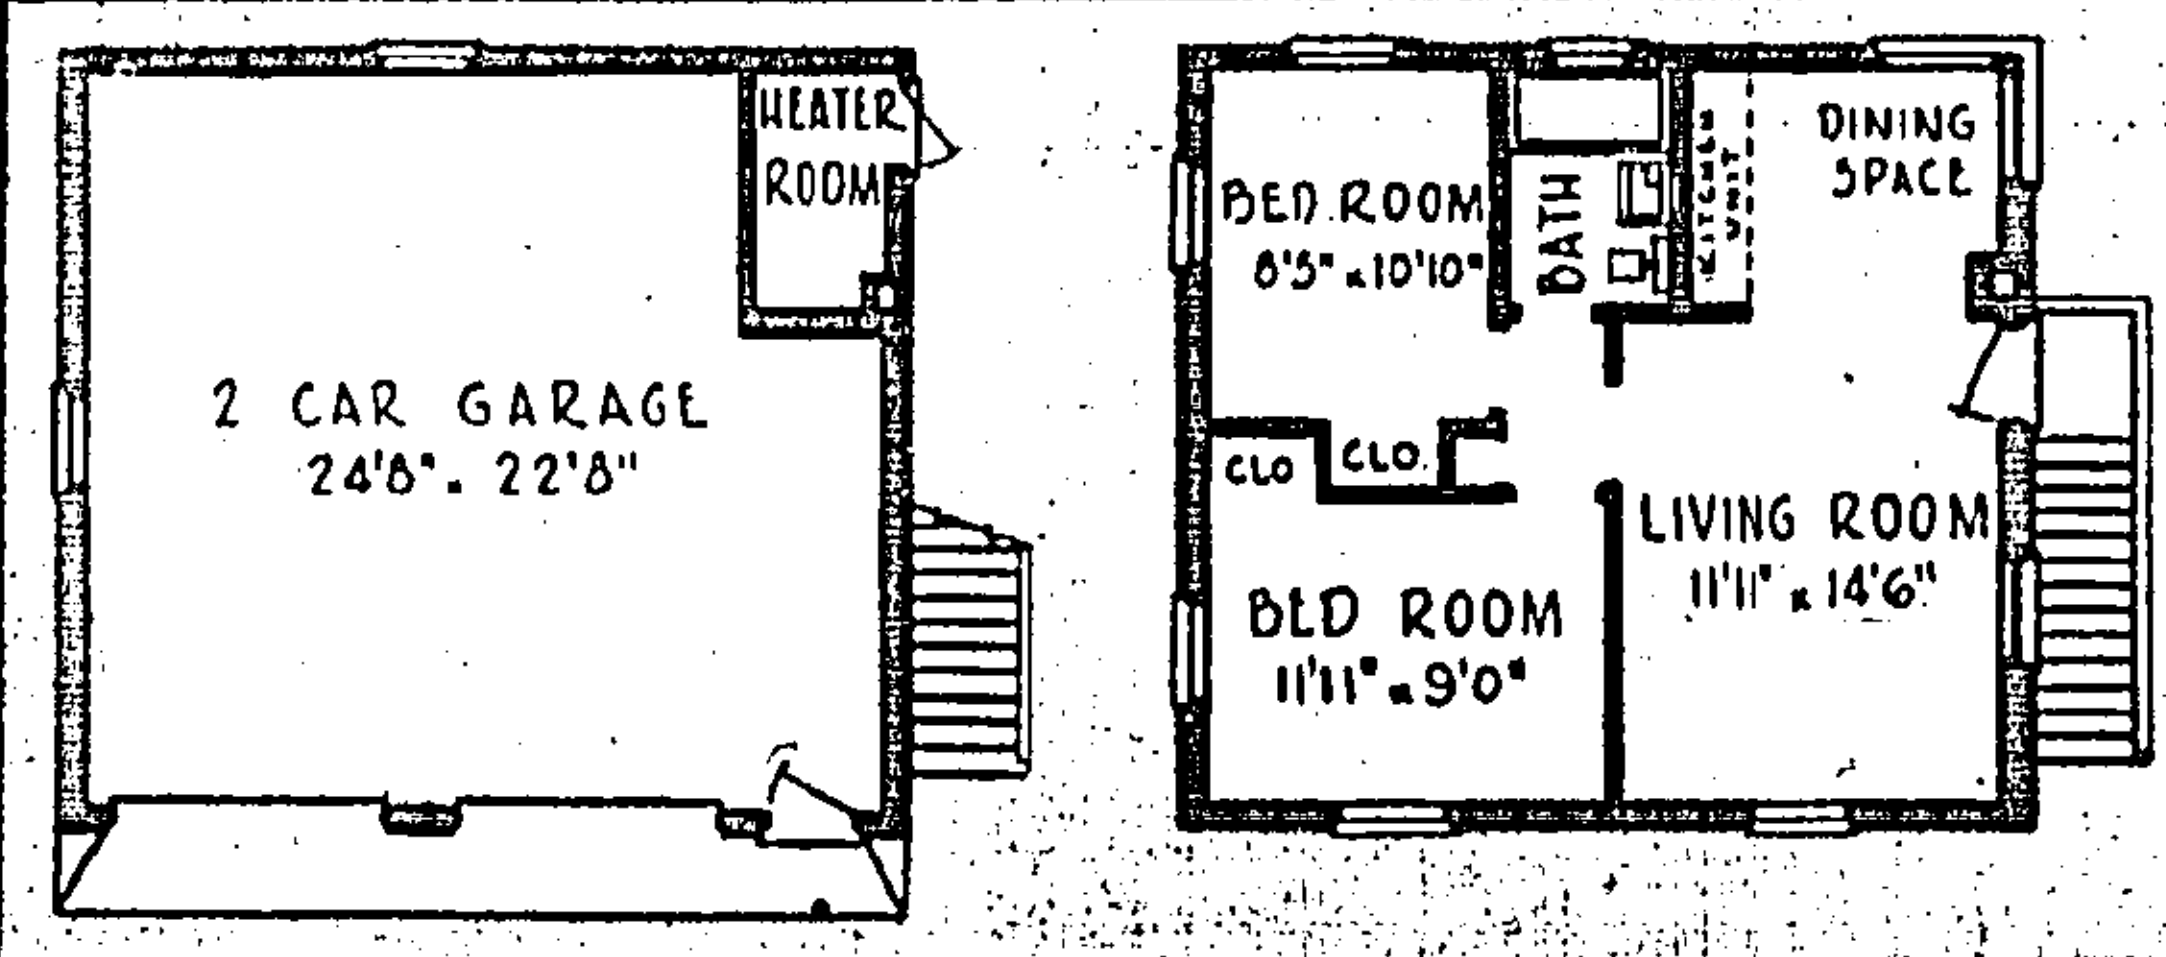 HEATER
ROOM
2 CAR GARAGE
24'8" x 22'8"
BED ROOM
8'8" x 10'10"
BATH
KITCHEN
UNIT
DINING
SPACE
CLO
CLO.
LIVING ROOM
11'11" x 14'6"
BED ROOM
11'11" x 9'0"